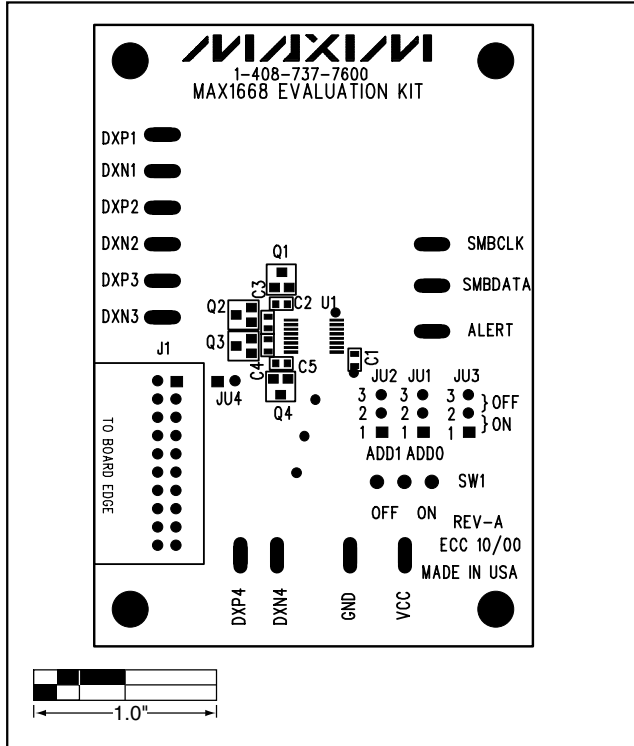 MAXIM
1-408-737-7600
MAX1668 EVALUATION KIT
DXP1
DXN1
DXP2
DXN2
DXP3
DXN3
SMBCLK
SMBDATA
ALERT
Q1
C3
C2
U1
Q2
Q3
C4
C5
C1
Q4
J1
JU4
TO BOARD EDGE
JU2 JU1 JU3
3 3 3
2 2 2
1 1 1
}OFF
}ON
ADD1 ADD0
SW1
OFF ON
REV-A
ECC 10/00
MADE IN USA
DXP4
DXN4
GND
VCC
1.0"